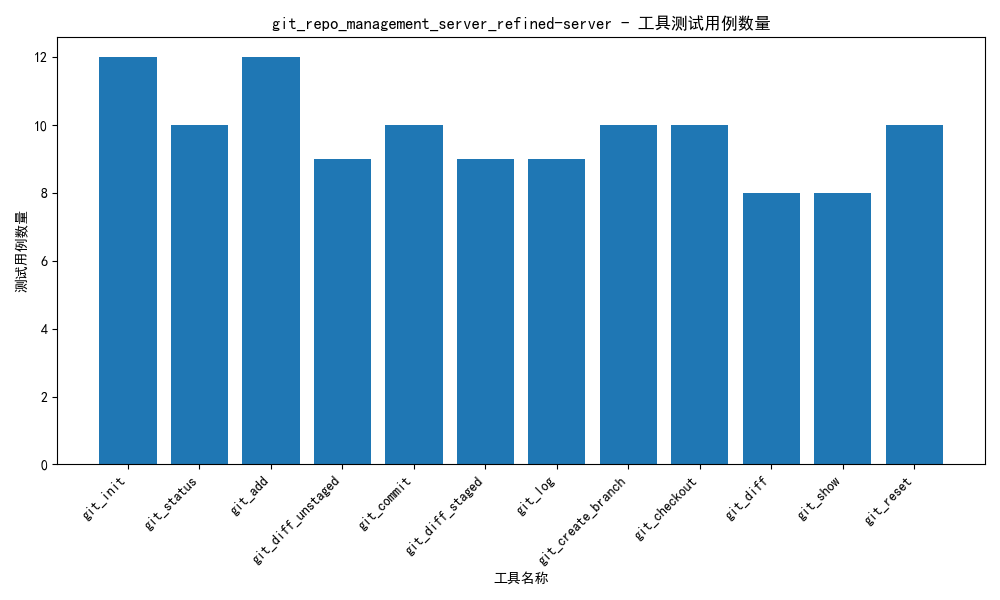 git_repo_management_server_refined-server - 工具测试用例数量
测试用例数量
12
10
8
6
4
2
0
git_init
git_status
git_add
git_diff_unstaged
git_commit
git_diff_staged
git_log
git_create_branch
git_checkout
git_diff
git_show
git_reset
工具名称